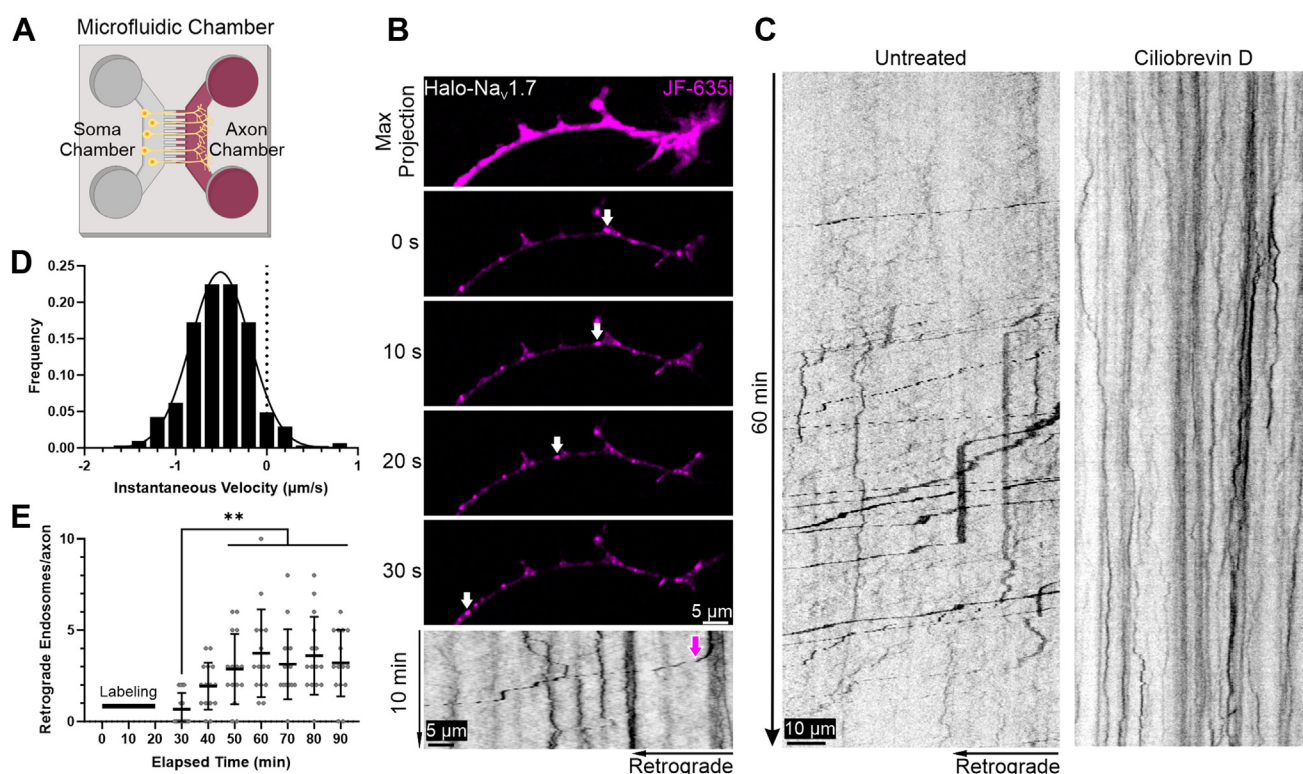 A
Microfluidic Chamber
Soma
Chamber
Axon
Chamber
B
Halo-NaV1.7
JF-635i
Max
Projection
0 s
10 s
20 s
30 s
5 µm
10 min
5 µm
Retrograde
C
Untreated
Ciliobrevin D
60 min
10 µm
Retrograde
D
Frequency
0.25
0.20
0.15
0.10
0.05
0.00
-2
-1
0
1
Instantaneous Velocity (µm/s)
E
Retrograde Endosomes/axon
10
5
0
**
Labeling
0 10 20 30 40 50 60 70 80 90
Elapsed Time (min)